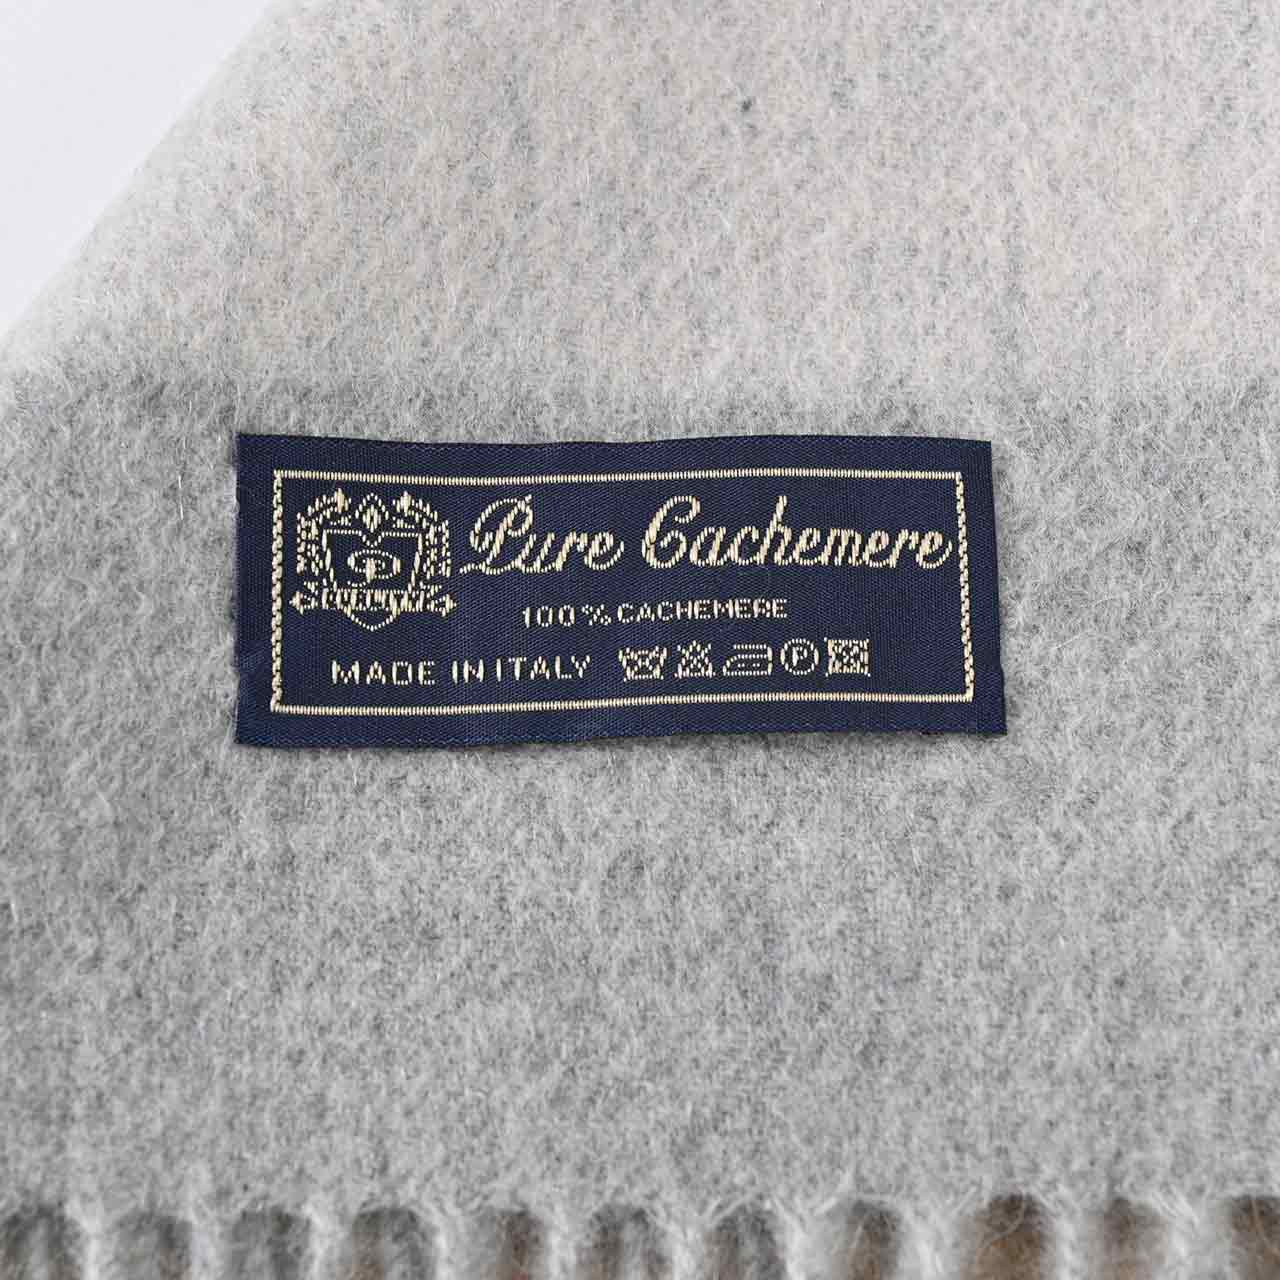 Pure Cachemere
100% CACHEMERE
MADE IN ITALY Ⓟ